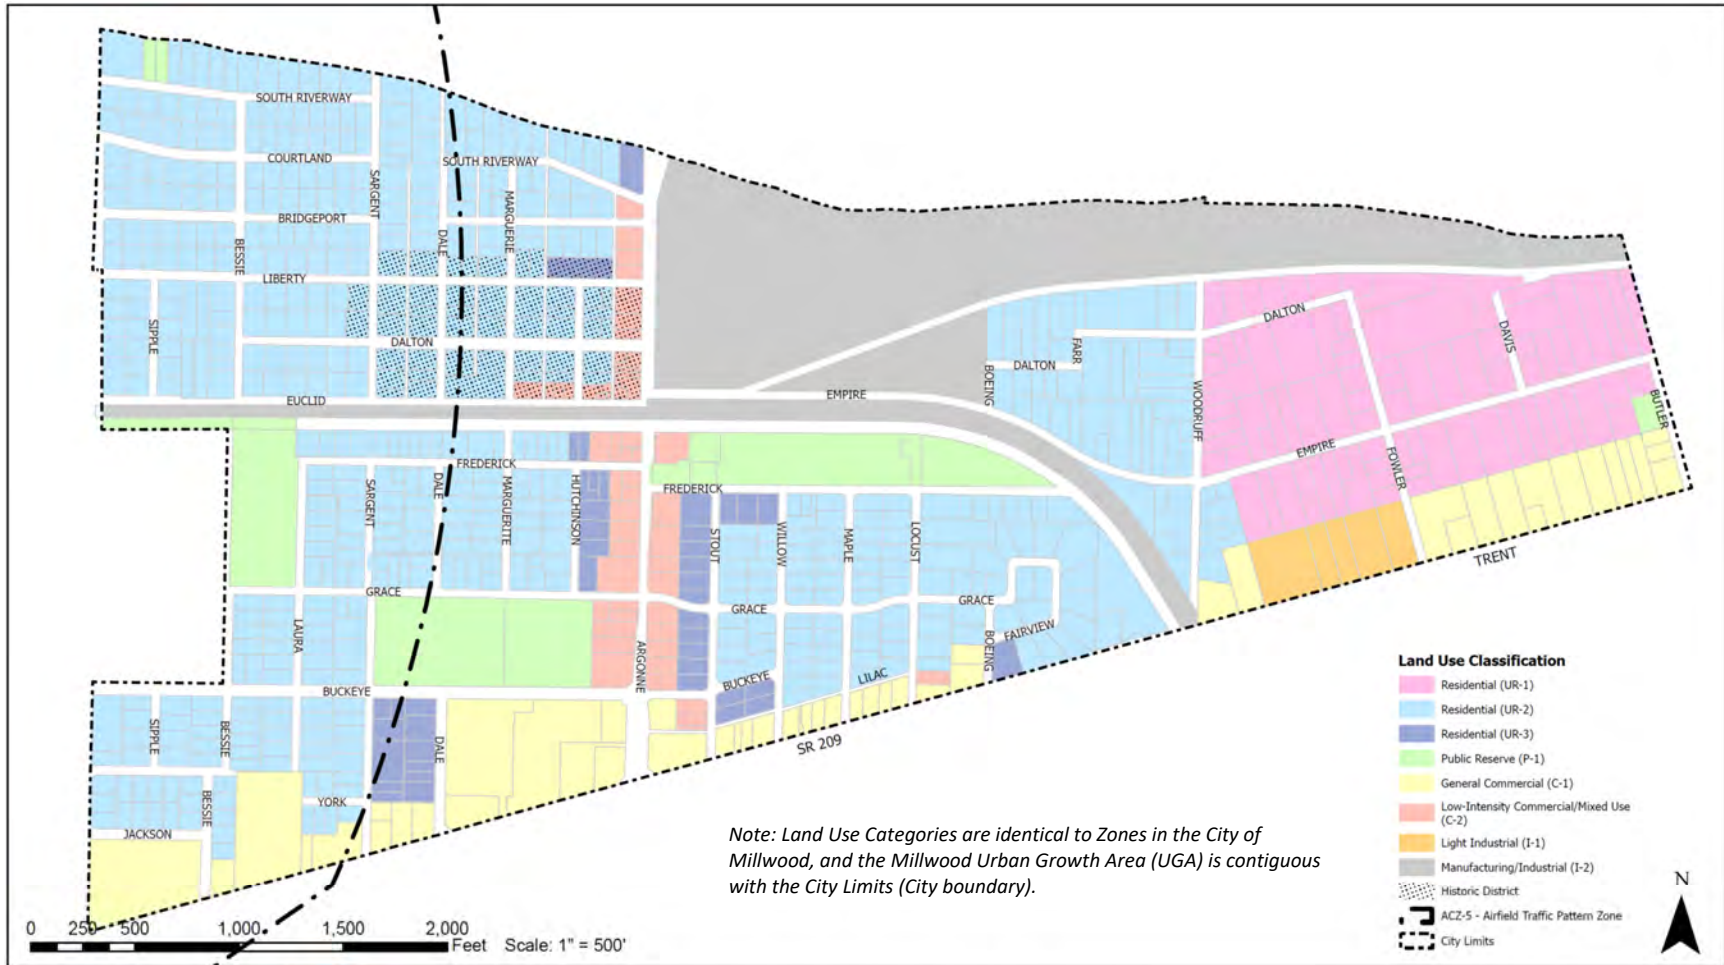 SOUTH RIVERWAY
COURTLAND
SOUTH RIVERWAY
SARGENT
MARGUERIE
BRIDGEPORT
BESSIE
DALE
LIBERTY
SIPPLE
DALTON
EUCLID
EMPIRE
BOEING
DALTON
FARR
WOODRUFF
DALTON
DAVIS
BUTLER
EMPIRE
FOWLER
TRENT
FREDERICK
SARGENT
DALE
MARGUERITE
HUTCHINSON
FREDERICK
STOUT
WILLOW
MAPLE
LOCUST
GRACE
GRACE
GRACE
LAURA
ARGONNE
BOEING
FAIRVIEW
BUCKEYE
BUCKEYE
LILAC
SIPPLE
BESSIE
DALE
SR 209
BESSIE
YORK
JACKSON
Land Use Classification
Residential (UR-1)
Residential (UR-2)
Residential (UR-3)
Public Reserve (P-1)
General Commercial (C-1)
Low-Intensity Commercial/Mixed Use
(C-2)
Light Industrial (I-1)
Manufacturing/Industrial (I-2)
Historic District
ACZ-5 - Airfield Traffic Pattern Zone
City Limits
N
Note: Land Use Categories are identical to Zones in the City of
Millwood, and the Millwood Urban Growth Area (UGA) is contiguous
with the City Limits (City boundary).
0 250 500 1,000 1,500 2,000
Feet Scale: 1" = 500'